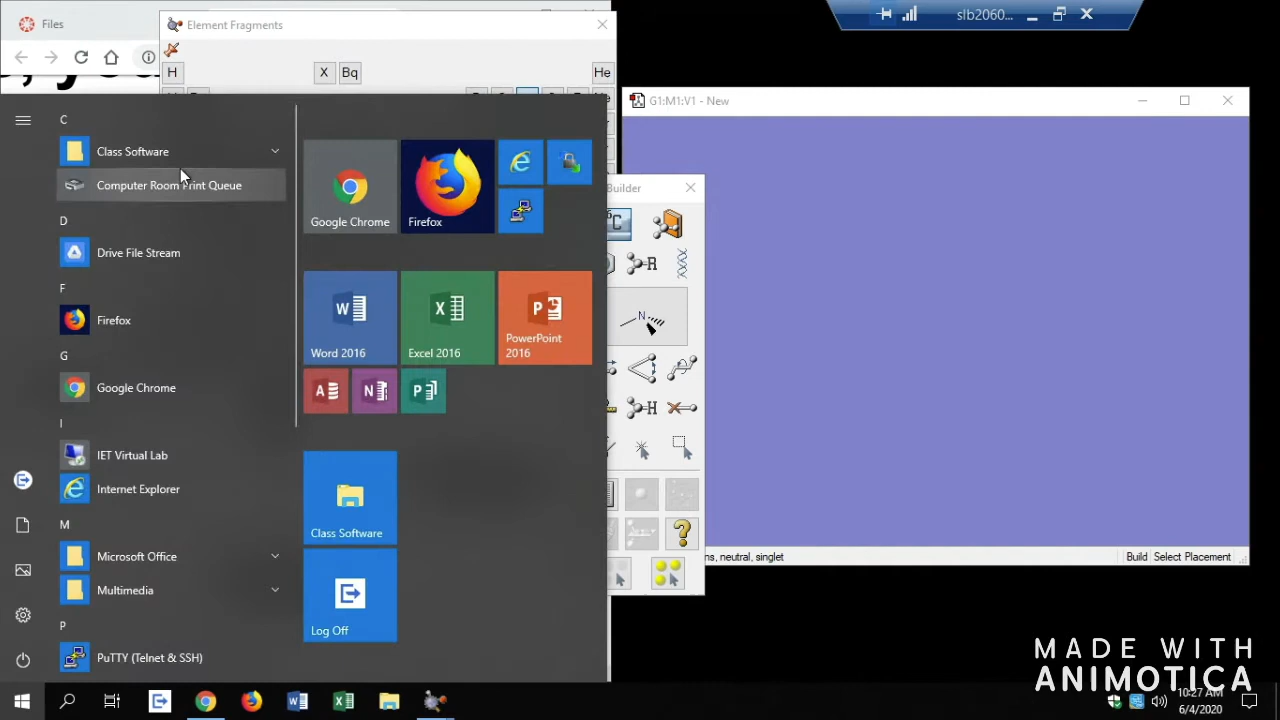 Files
Element Fragments
slb2060...
H
X
Bq
He
G1:M1:V1 - New
C
Class Software
Computer Room Print Queue
D
Drive File Stream
F
Firefox
G
Google Chrome
I
IET Virtual Lab
Internet Explorer
M
Microsoft Office
Multimedia
P
PuTTY (Telnet & SSH)
Google Chrome
Firefox
Word 2016
Excel 2016
PowerPoint
2016
Class Software
Log Off
Builder
C
R
N
H
?
neutral, singlet
Build
Select Placement
MADE WITH
ANIMOTICA
10:27 AM
6/4/2020